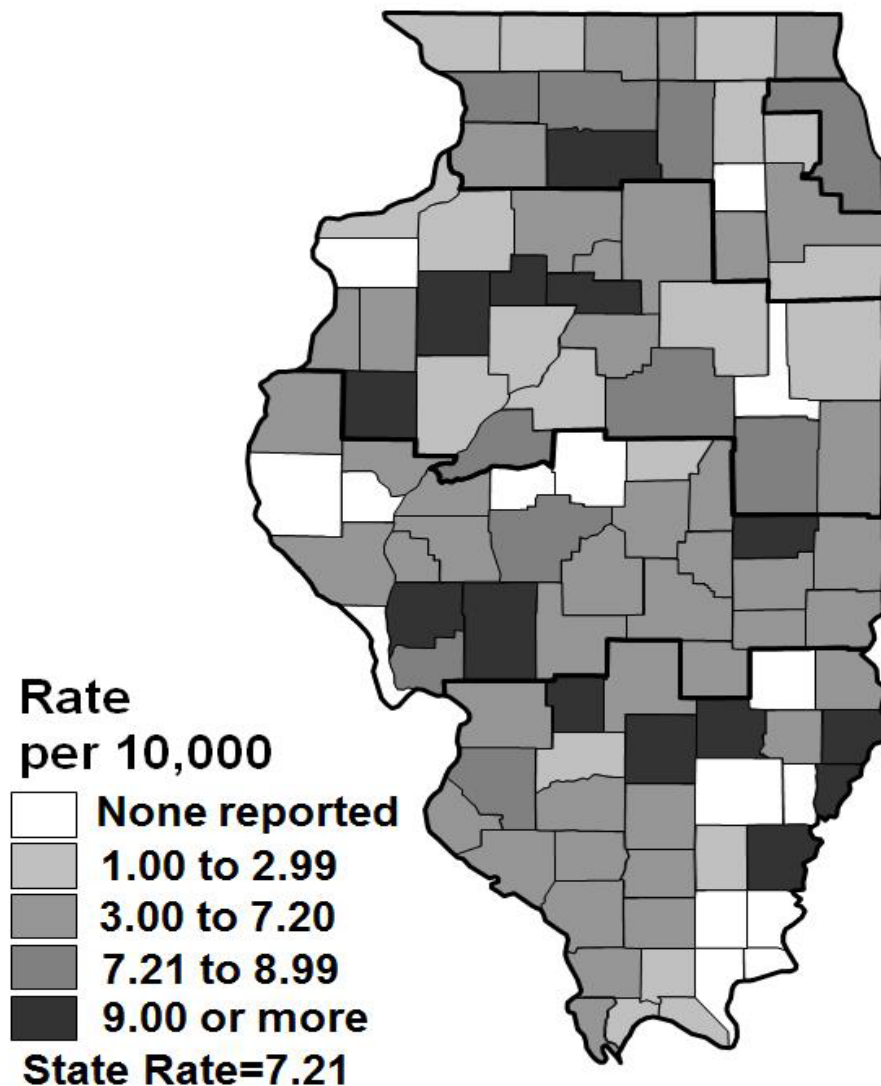 Rate
per 10,000
None reported
1.00 to 2.99
3.00 to 7.20
7.21 to 8.99
9.00 or more
State Rate=7.21